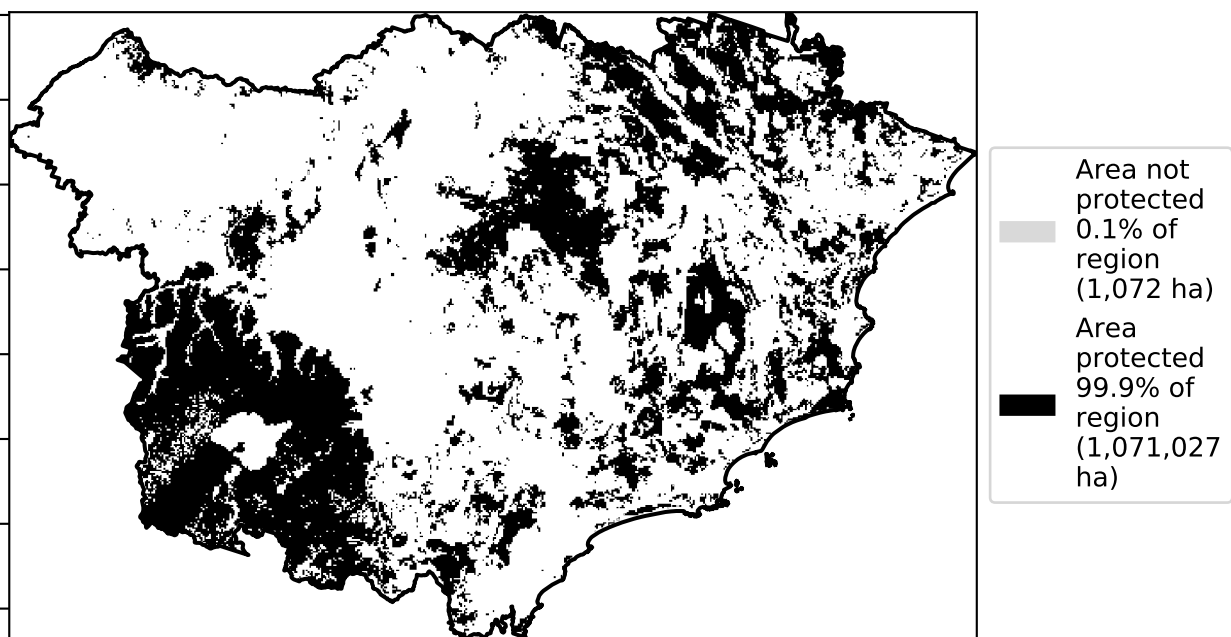 Area not
protected
0.1% of
region
(1,072 ha)
Area
protected
99.9% of
region
(1,071,027
ha)